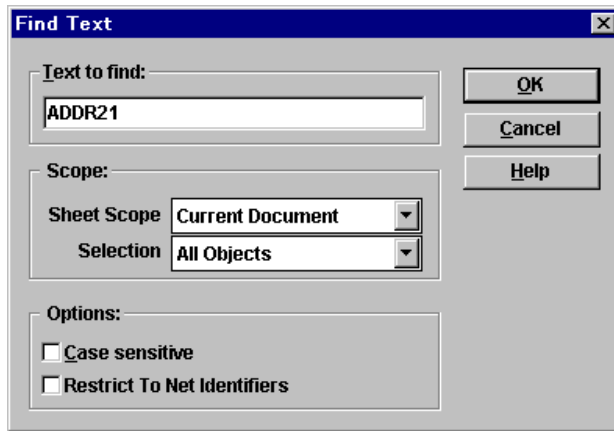 Find Text
Text to find:
ADDR21
OK
Cancel
Help
Scope:
Sheet Scope Current Document
Selection All Objects
Options:
Case sensitive
Restrict To Net Identifiers